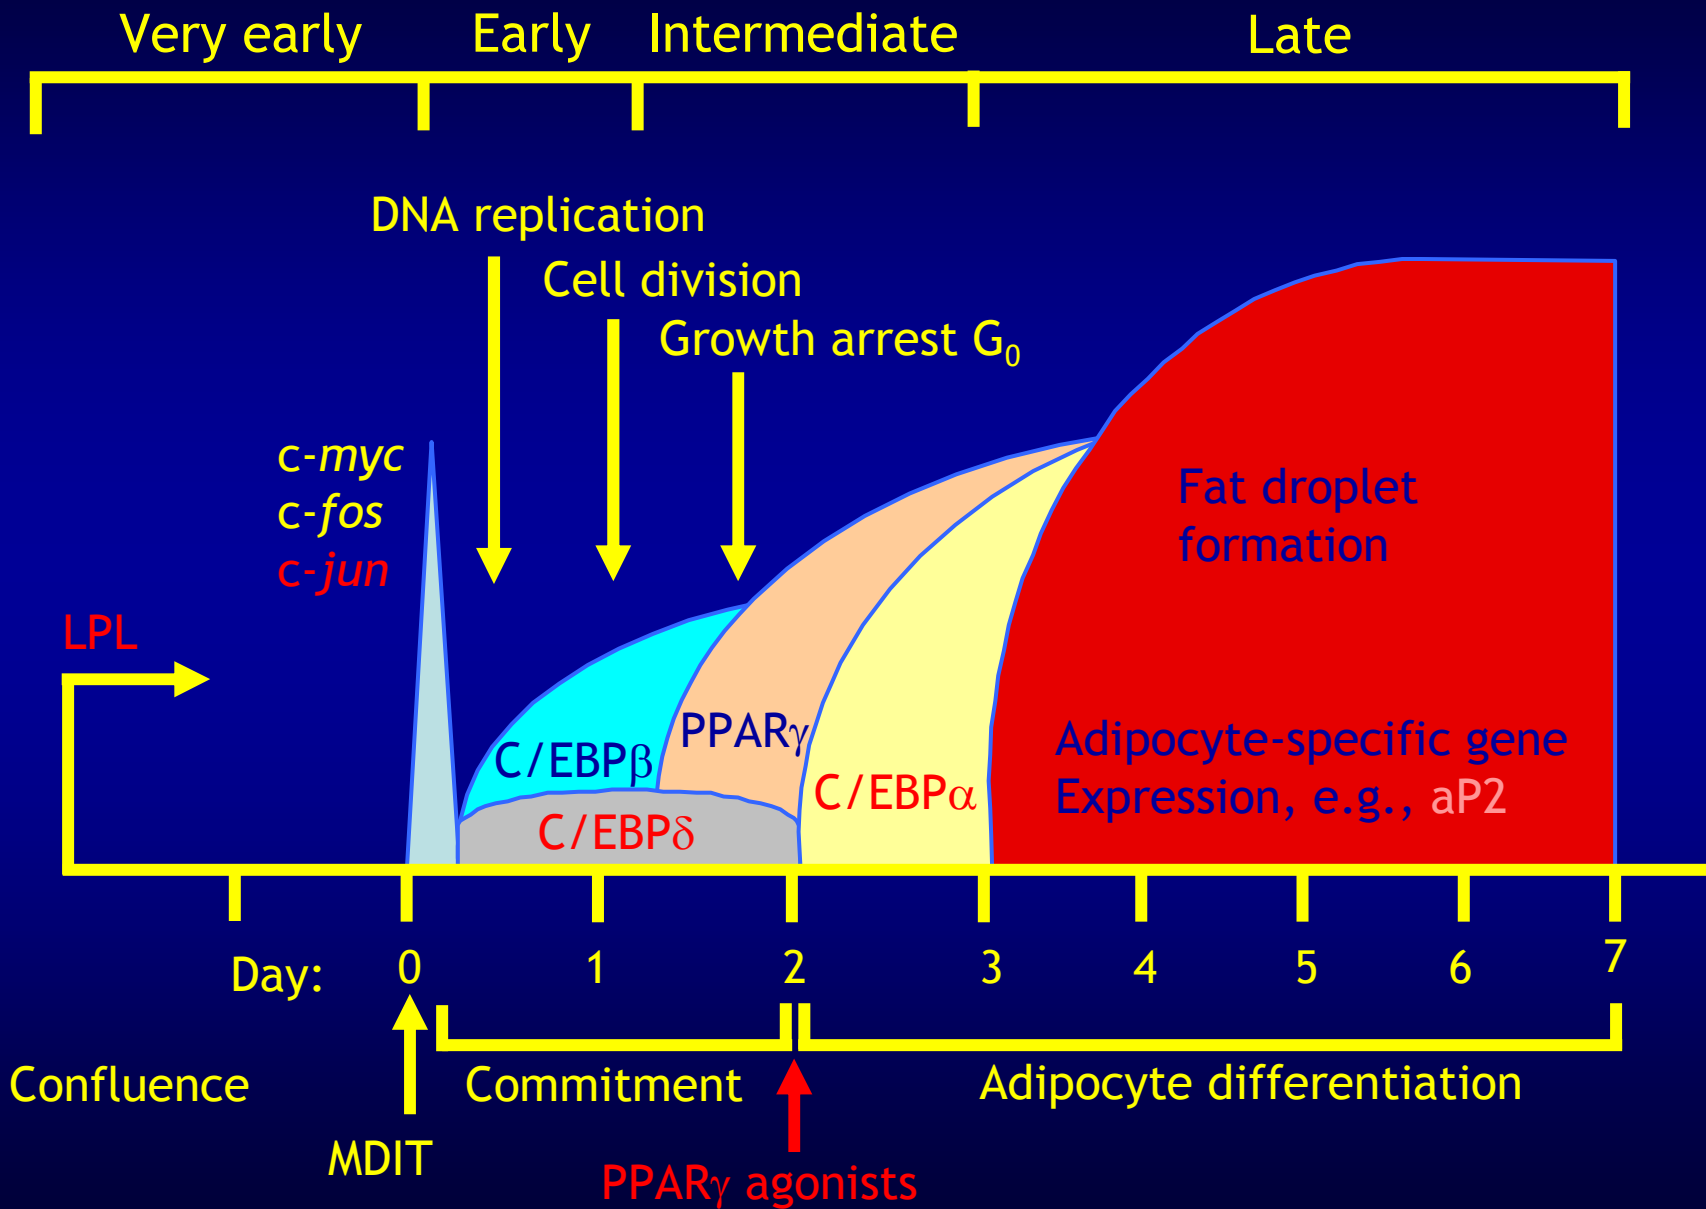 Very early
Early
Intermediate
Late
DNA replication
Cell division
Growth arrest G₀
c-myc
c-fos
c-jun
LPL
Fat droplet
formation
PPARγ
C/EBPβ
Adipocyte-specific gene
Expression, e.g., aP2
C/EBPα
C/EBPδ
Day: 0 1 2 3 4 5 6 7
Confluence
Commitment
Adipocyte differentiation
MDIT
PPARγ agonists